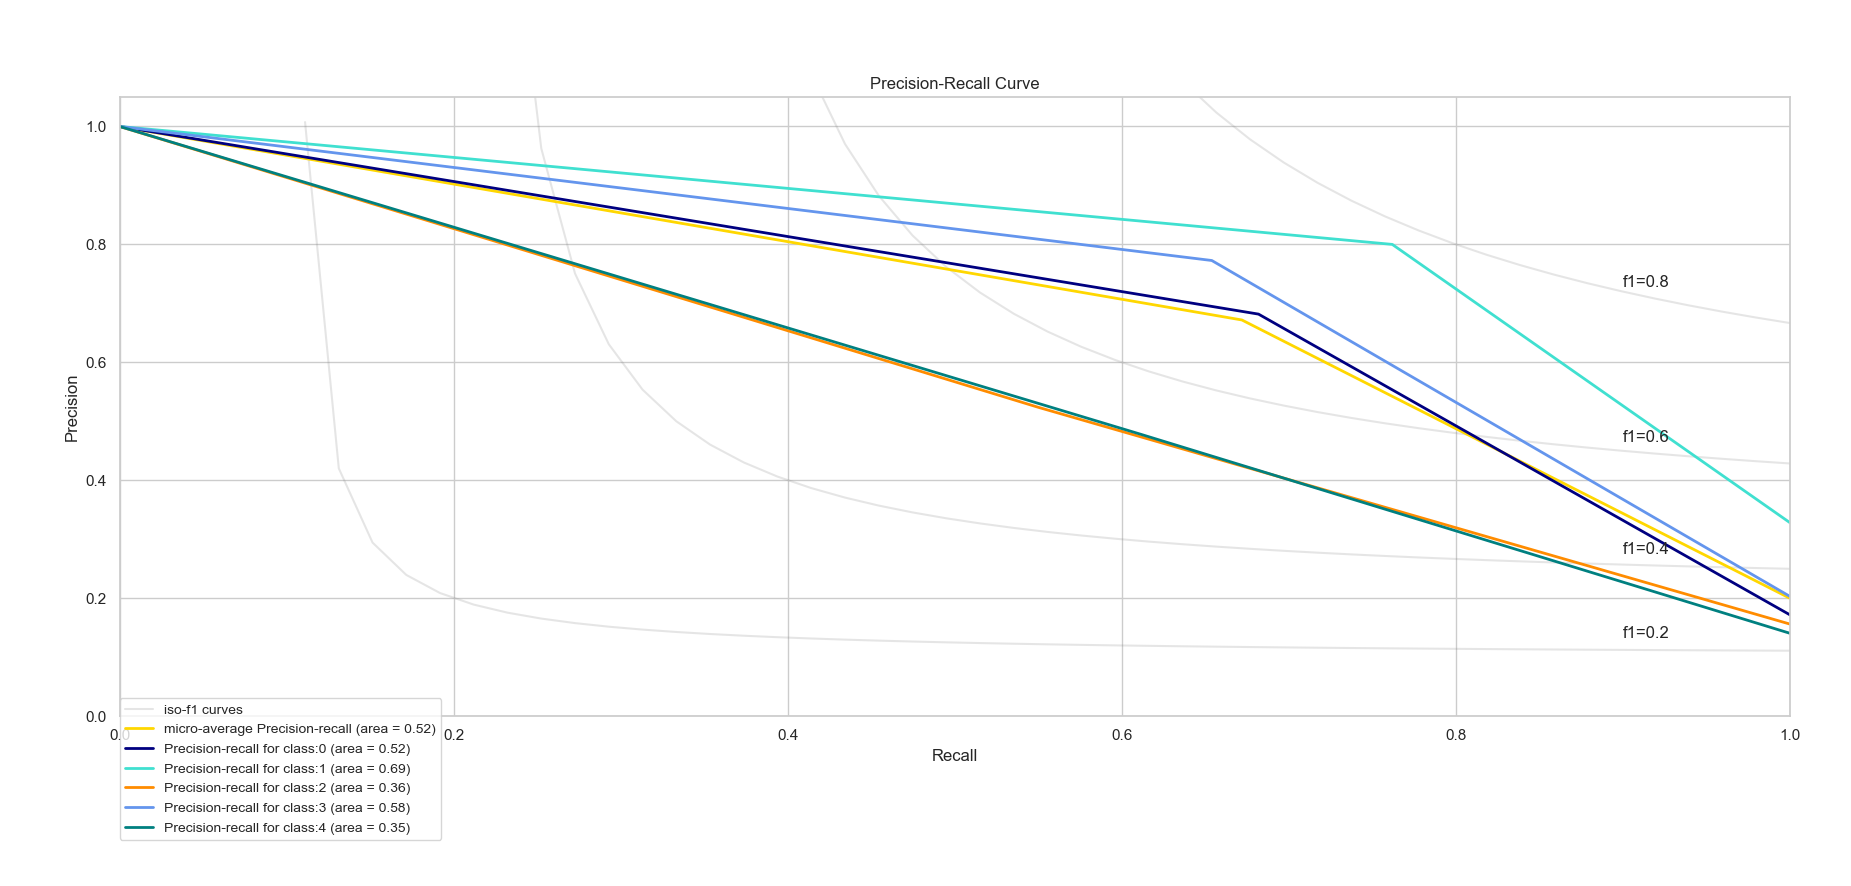 Precision-Recall Curve
1.0
0.8
0.6
0.4
0.2
0.0
Precision
f1=0.8
f1=0.6
f1=0.4
f1=0.2
0.0 0.2 0.4 0.6 0.8 1.0
Recall
iso-f1 curves
micro-average Precision-recall (area = 0.52)
Precision-recall for class:0 (area = 0.52)
Precision-recall for class:1 (area = 0.69)
Precision-recall for class:2 (area = 0.36)
Precision-recall for class:3 (area = 0.58)
Precision-recall for class:4 (area = 0.35)